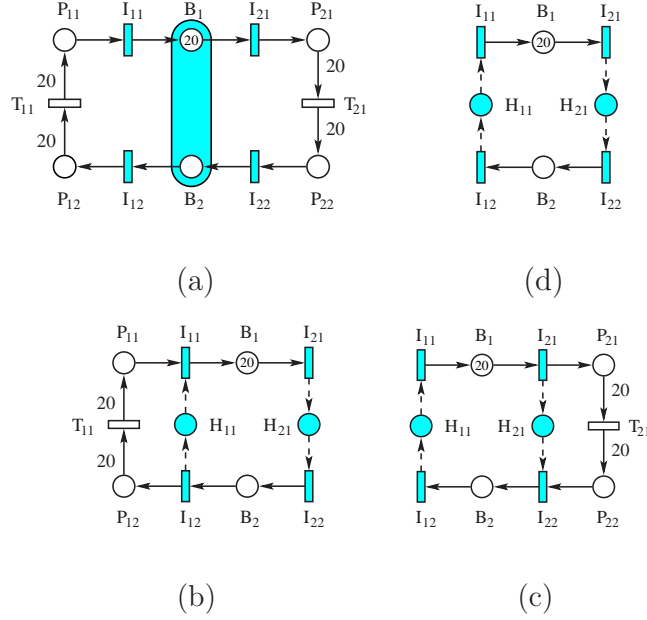 P11 I11 B1 I21 P21
20
20 20
T11 T21
20 20
P12 I12 B2 I22 P22
(a)
I11 B1 I21
20
H11 H21
I12 B2 I22
(d)
P11 I11 B1 I21
20
20
T11 H11 H21
20
P12 I12 B2 I22
(b)
I11 B1 I21 P21
20
20
H11 H21 T21
20
I12 B2 I22 P22
(c)